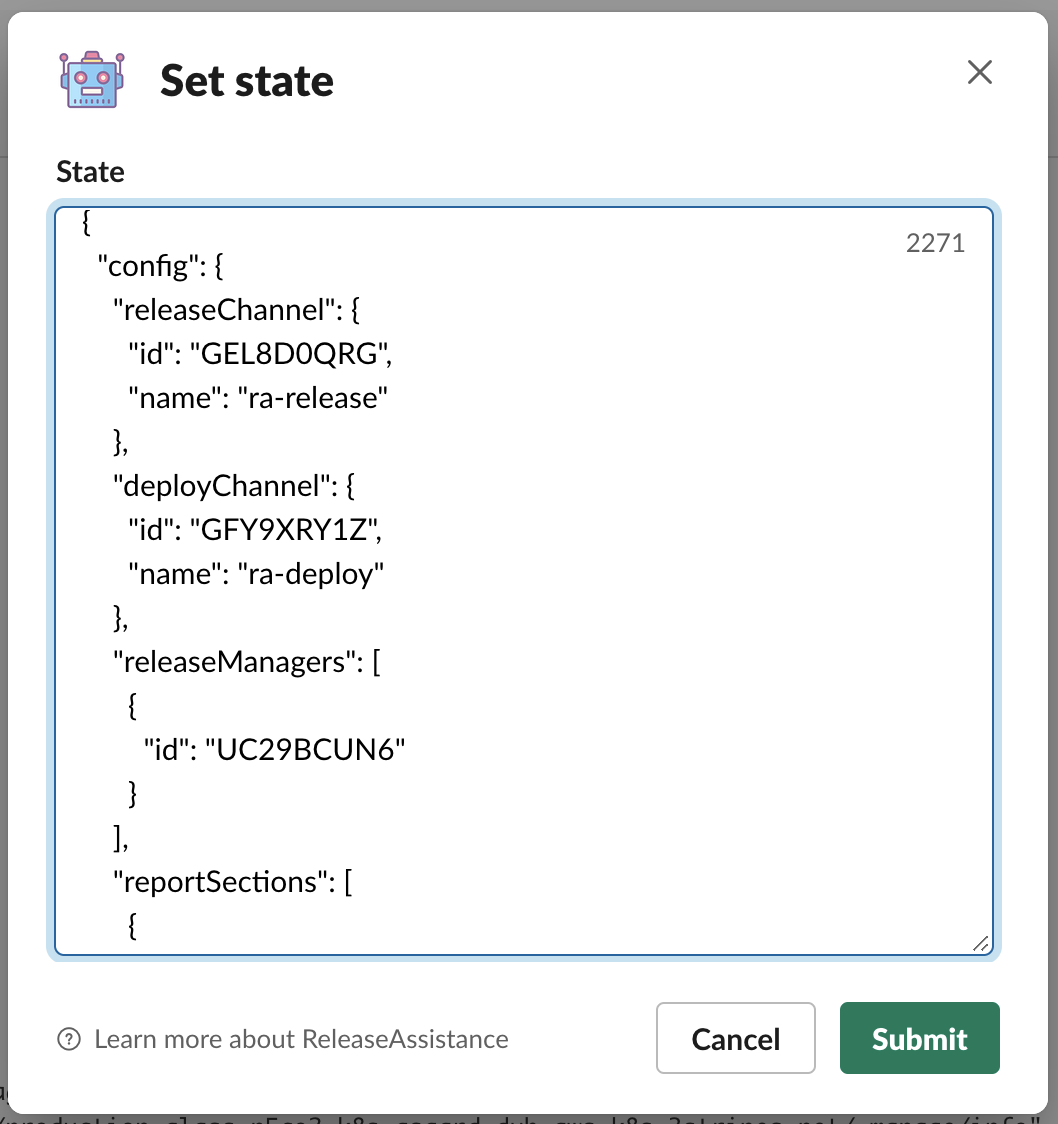 Set state
State
2271
{
"config": {
"releaseChannel": {
"id": "GEL8D0QRG",
"name": "ra-release"
},
"deployChannel": {
"id": "GFY9XRY1Z",
"name": "ra-deploy"
},
"releaseManagers": [
{
"id": "UC29BCUN6"
}
],
"reportSections": [
{
Learn more about ReleaseAssistance
Cancel
Submit